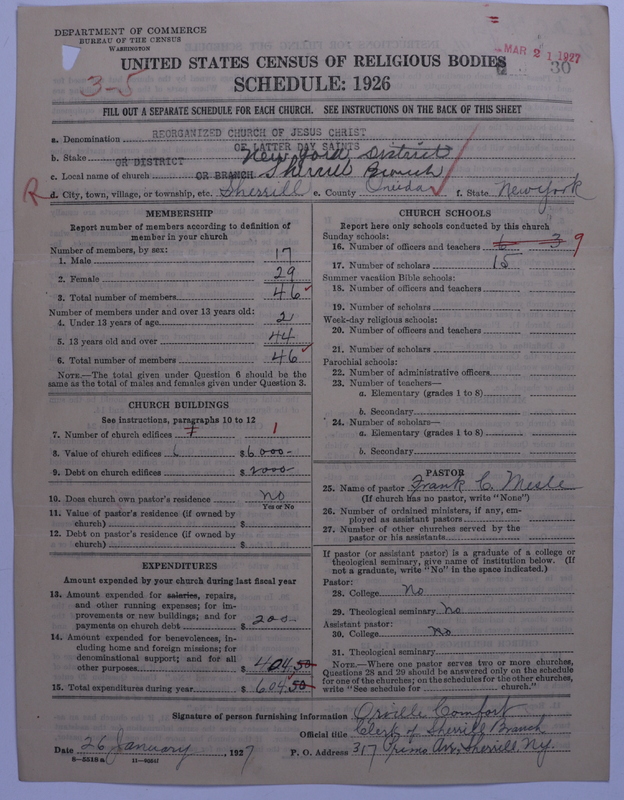 DEPARTMENT OF COMMERCE
BUREAU OF THE CENSUS
WASHINGTON
MAR 2 1 1927
30
3-5
UNITED STATES CENSUS OF RELIGIOUS BODIES
SCHEDULE: 1926
FILL OUT A SEPARATE SCHEDULE FOR EACH CHURCH. SEE INSTRUCTIONS ON THE BACK OF THIS SHEET
a. Denomination REORGANIZED CHURCH OF JESUS CHRIST
OF LATTER DAY SAINTS
b. Stake OR DISTRICT New York District
c. Local name of church OR BRANCH Sherrill Branch
R d. City, town, village, or township, etc. Sherrill e. County Oneida f. State New York
MEMBERSHIP
Report number of members according to definition of
member in your church
Number of members, by sex:
1. Male 17
2. Female 29
3. Total number of members 46
Number of members under and over 13 years old:
4. Under 13 years of age 2
5. 13 years old and over 44
6. Total number of members 46
NOTE.—The total given under Question 6 should be the
same as the total of males and females given under Question 3.
CHURCH BUILDINGS
See instructions, paragraphs 10 to 12
7. Number of church edifices 1
8. Value of church edifices $ 6000
9. Debt on church edifices $ 2000
10. Does church own pastor's residence No
Yes or No
11. Value of pastor's residence (if owned by
church) $
12. Debt on pastor's residence (if owned by
church) $
EXPENDITURES
Amount expended by your church during last fiscal year
13. Amount expended for salaries, repairs,
and other running expenses; for im-
provements or new buildings; and for
payments on church debt $ 200
14. Amount expended for benevolences, in-
cluding home and foreign missions; for
denominational support; and for all
other purposes $ 404.50
15. Total expenditures during year $ 604.50
CHURCH SCHOOLS
Report here only schools conducted by this church
Sunday schools:
16. Number of officers and teachers 6 3 9
17. Number of scholars 15
Summer vacation Bible schools:
18. Number of officers and teachers
19. Number of scholars
Week-day religious schools:
20. Number of officers and teachers
21. Number of scholars
Parochial schools:
22. Number of administrative officers
23. Number of teachers—
a. Elementary (grades 1 to 8)
b. Secondary
24. Number of scholars—
a. Elementary (grades 1 to 8)
b. Secondary
PASTOR
25. Name of pastor Frank C. Mesle
(If church has no pastor, write "None")
26. Number of ordained ministers, if any, em-
ployed as assistant pastors
27. Number of other churches served by the
pastor or his assistants
If pastor (or assistant pastor) is a graduate of a college or
theological seminary, give name of institution below. (If
not a graduate, write "No" in the space indicated.)
Pastor:
28. College No
29. Theological seminary No
Assistant pastor:
30. College No
31. Theological seminary
NOTE.—Where one pastor serves two or more churches,
Questions 28 and 29 should be answered only on the schedule
for one of the churches; on the schedules for the other churches,
write "See schedule for church."
Signature of person furnishing information Orville Comfort
Official title Clerk of Sherrill Branch
Date 26 January 1927 P. O. Address 317 Primo Av. Sherrill N.Y.